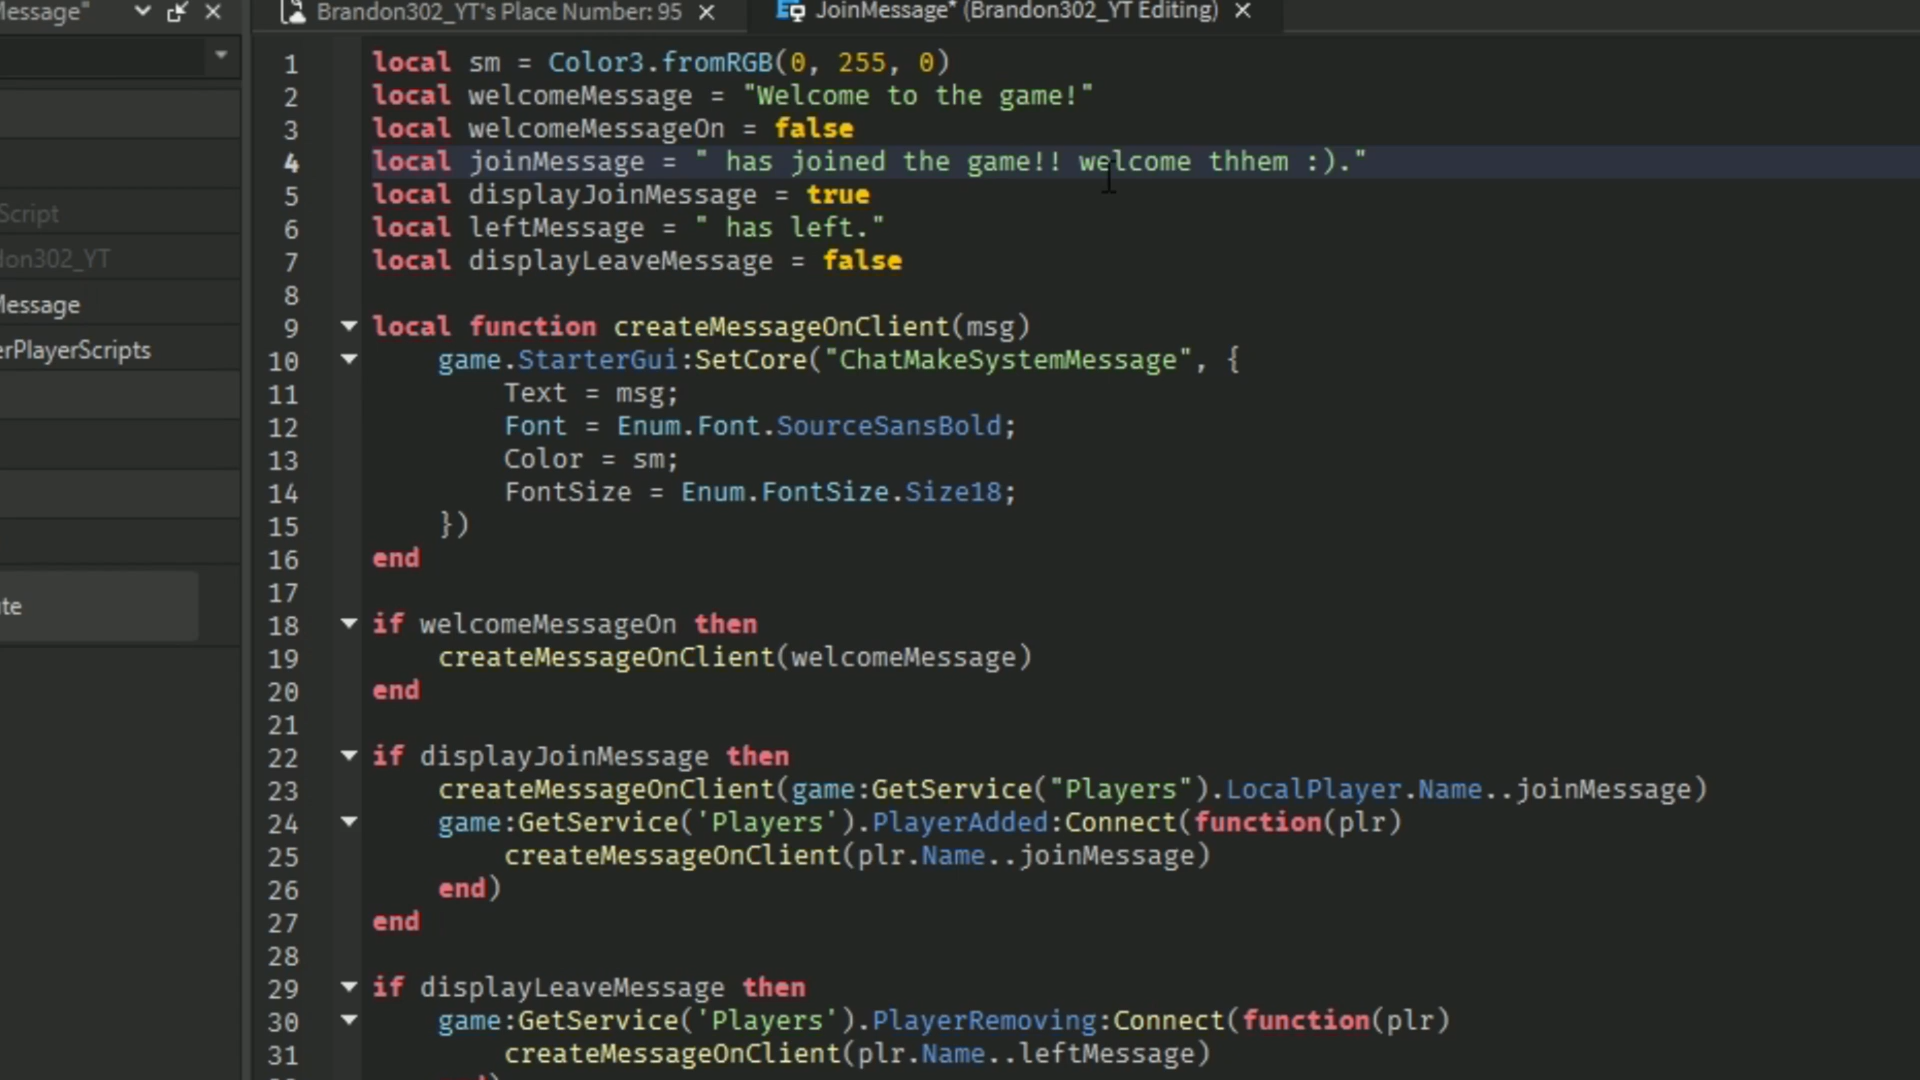 Message"
Brandon302_YT's Place Number: 95
JoinMessage* (Brandon302_YT Editing)
Script
don302_YT
Message
erPlayerScripts
te
1 local sm = Color3.fromRGB(0, 255, 0)
2 local welcomeMessage = "Welcome to the game!"
3 local welcomeMessageOn = false
4 local joinMessage = " has joined the game!! welcome thhem :)."
5 local displayJoinMessage = true
6 local leftMessage = " has left."
7 local displayLeaveMessage = false
8
9 local function createMessageOnClient(msg)
10 game.StarterGui:SetCore("ChatMakeSystemMessage", {
11 Text = msg;
12 Font = Enum.Font.SourceSansBold;
13 Color = sm;
14 FontSize = Enum.FontSize.Size18;
15 })
16 end
17
18 if welcomeMessageOn then
19 createMessageOnClient(welcomeMessage)
20 end
21
22 if displayJoinMessage then
23 createMessageOnClient(game:GetService("Players").LocalPlayer.Name..joinMessage)
24 game:GetService('Players').PlayerAdded:Connect(function(plr)
25 createMessageOnClient(plr.Name..joinMessage)
26 end)
27 end
28
29 if displayLeaveMessage then
30 game:GetService('Players').PlayerRemoving:Connect(function(plr)
31 createMessageOnClient(plr.Name..leftMessage)